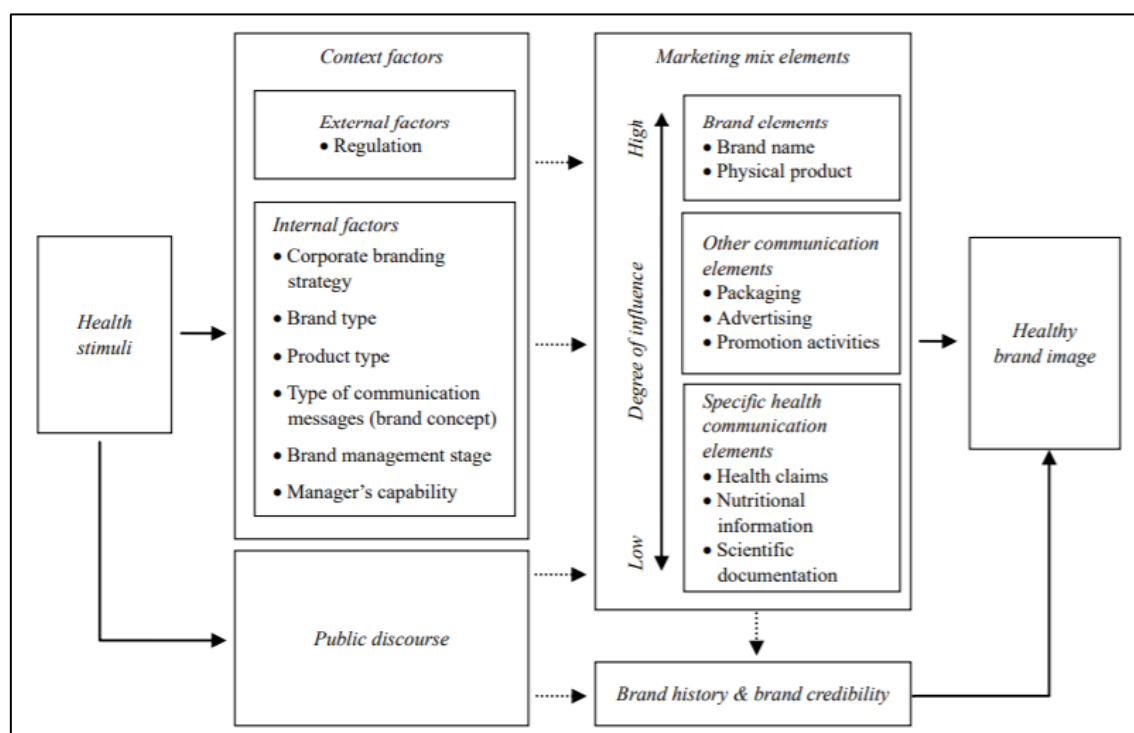 Context factors
External factors
• Regulation
Internal factors
• Corporate branding
strategy
• Brand type
• Product type
• Type of communication
messages (brand concept)
• Brand management stage
• Manager's capability
Health
stimuli
Public discourse
Marketing mix elements
High
Degree of influence
Low
Brand elements
• Brand name
• Physical product
Other communication
elements
• Packaging
• Advertising
• Promotion activities
Specific health
communication
elements
• Health claims
• Nutritional
information
• Scientific
documentation
Brand history & brand credibility
Healthy
brand image